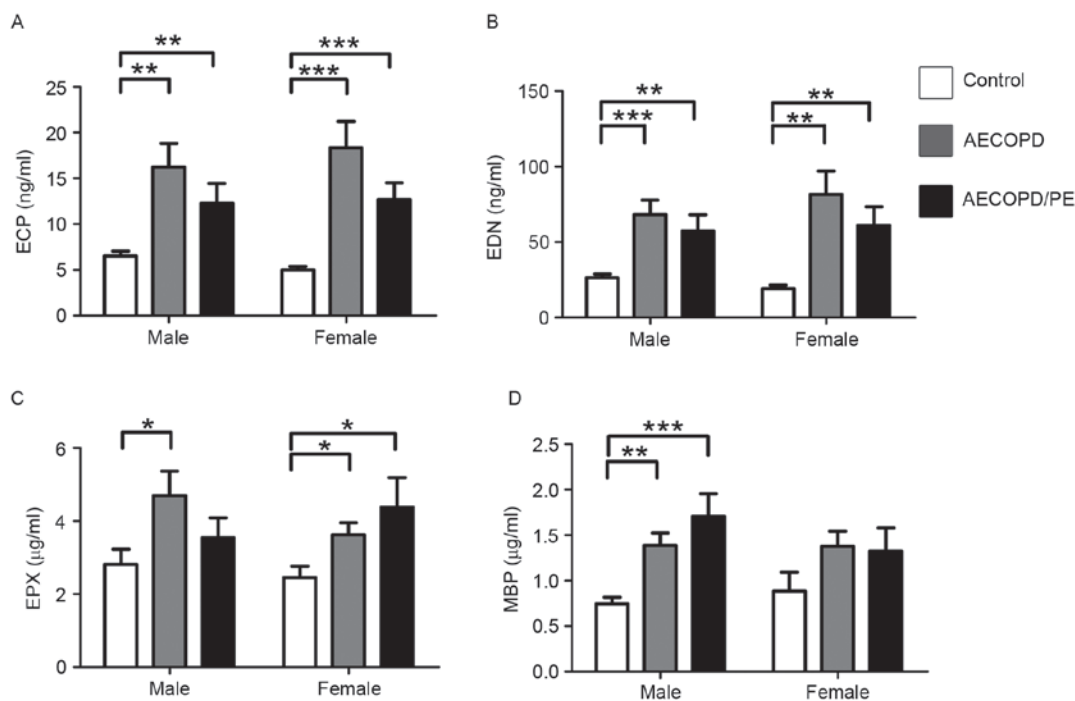 A
ECP (ng/ml)
25
20
15
10
5
0
**
**
***
***
Male
Female
B
EDN (ng/ml)
150
100
50
0
**
***
**
**
Male
Female
Control
AECOPD
AECOPD/PE
C
EPX (μg/ml)
6
4
2
0
*
*
*
Male
Female
D
MBP (μg/ml)
2.5
2.0
1.5
1.0
0.5
0.0
***
**
Male
Female